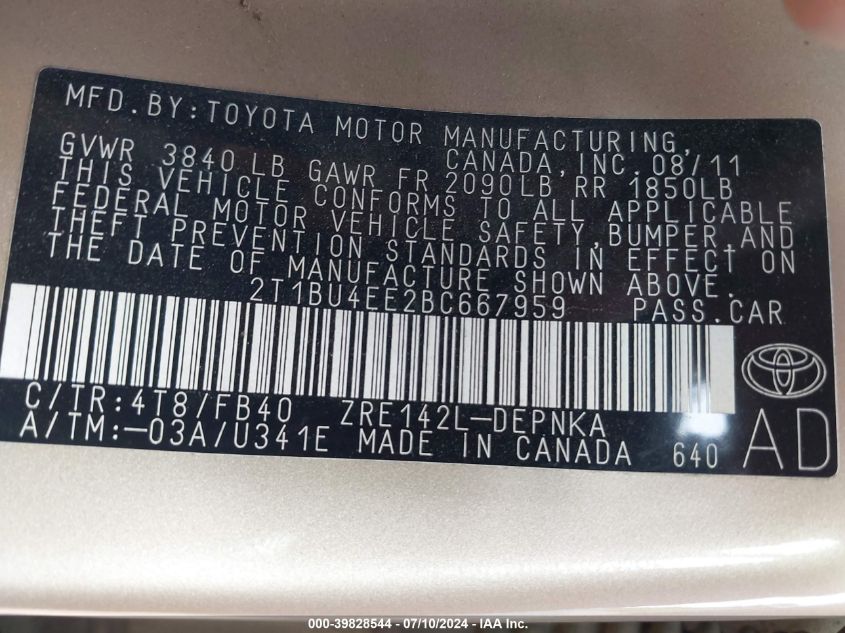 MFD.BY:TOYOTA MOTOR MANUFACTURING,
CANADA,INC. 08/11
GVWR 3840 LB GAWR FR 2090LB RR 1850LB
THIS VEHICLE CONFORMS TO ALL APPLICABLE
FEDERAL MOTOR VEHICLE SAFETY,BUMPER,AND
THEFT PREVENTION STANDARDS IN EFFECT ON
THE DATE OF MANUFACTURE SHOWN ABOVE.
2T1BU4EE2BC667959 PASS.CAR
C/TR:4T8/FB40 ZRE142L-DEPNKA
A/TM:-03A/U341E MADE IN CANADA 640
AD
000-39828544 / 07/10/2024 - IAA Inc.